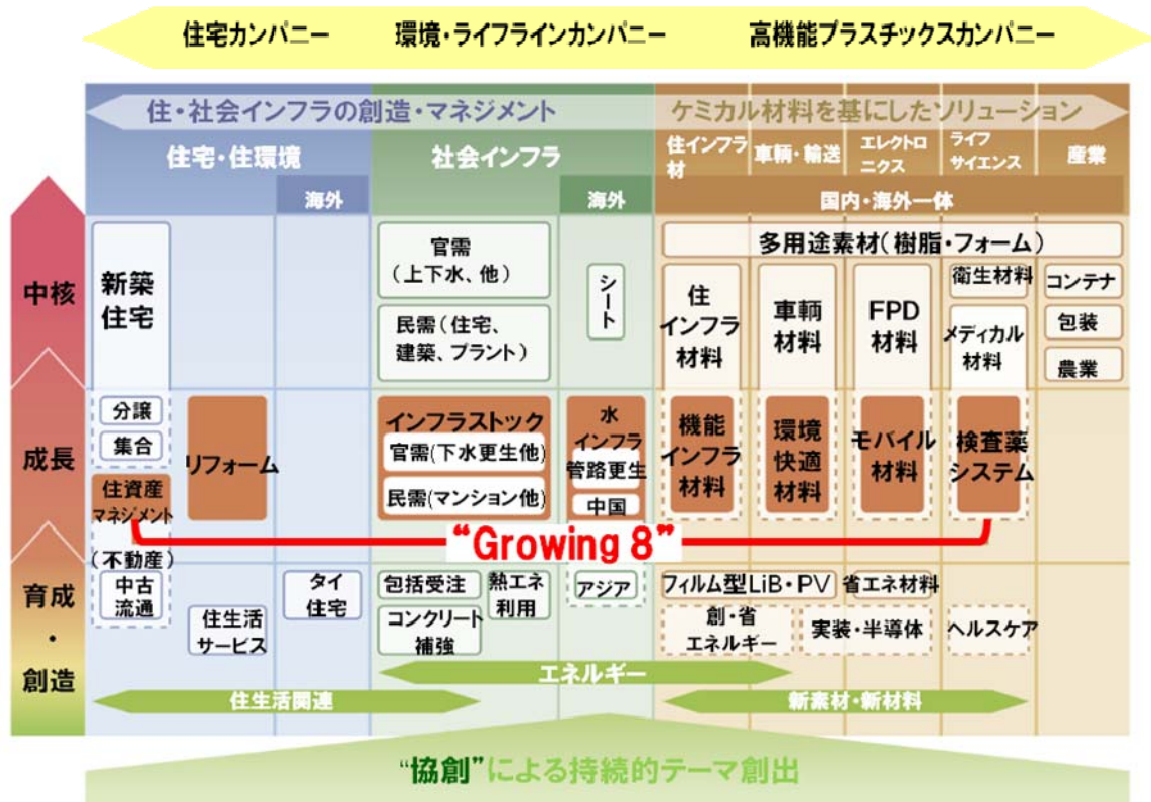 住宅カンパニー 環境・ライフラインカンパニー 高機能プラスチックスカンパニー
住・社会インフラの創造・マネジメント ケミカル材料を基にしたソリューション
住宅・住環境
海外
社会インフラ
海外
住インフラ
材
車輌・輸送
エレクトロ
ニクス
ライフ
サイエンス
産業
国内・海外一体
中核
新築
住宅
官需
(上下水、他)
民需(住宅、
建築、プラント)
シート
多用途素材(樹脂・フォーム)
住
インフラ
材料
車輌
材料
FPD
材料
衛生材料
メディカル
材料
コンテナ
包装
農業
成長
分譲
集合
住資産
マネジメント
(不動産)
リフォーム
インフラストック
官需(下水更生他)
民需(マンション他)
水
インフラ
管路更生
中国
機能
インフラ
材料
環境
快適
材料
モバイル
材料
検査薬
システム
“Growing 8”
育成
・
創造
中古
流通
住生活
サービス
タイ
住宅
包括受注
コンクリート
補強
熱エネ
利用
アジア
フィルム型LiB・PV
省エネ材料
創・省
エネルギー
実装・半導体
ヘルスケア
エネルギー
住生活関連
新素材・新材料
“協創”による持続的テーマ創出